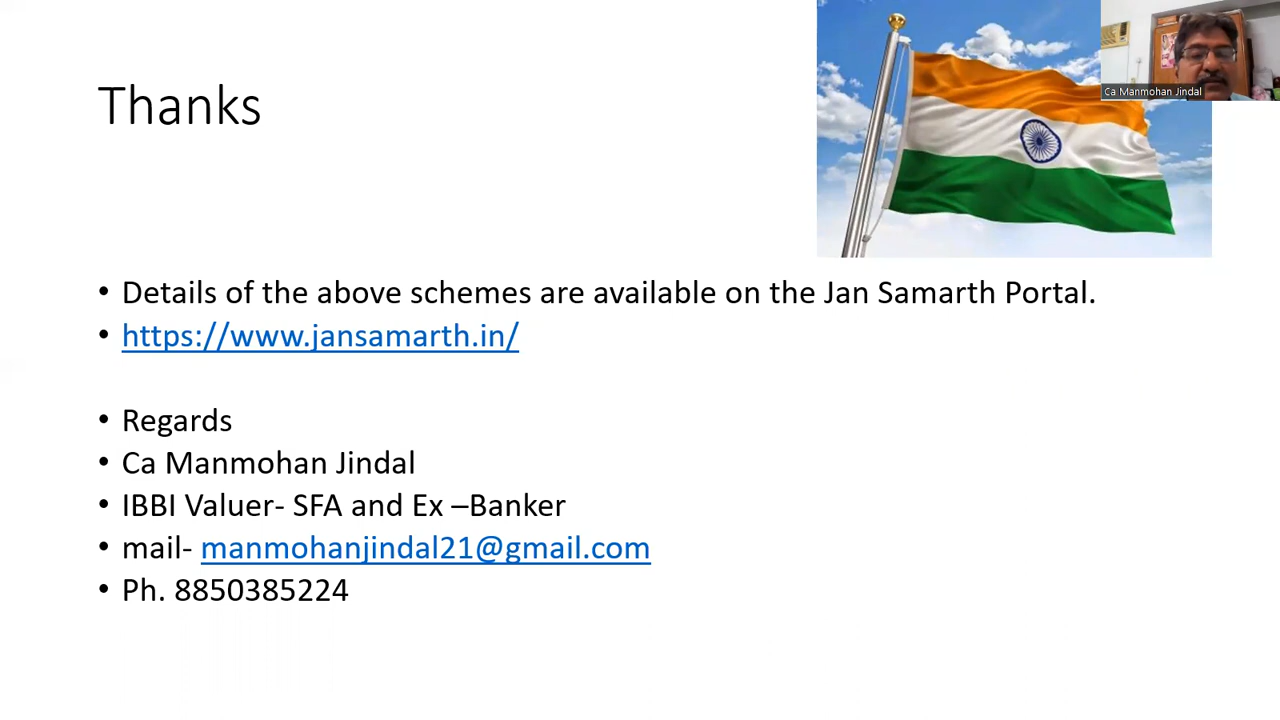 Ca Manmohan Jindal
Thanks
• Details of the above schemes are available on the Jan Samarth Portal.
• https://www.jansamarth.in/
• Regards
• Ca Manmohan Jindal
• IBBI Valuer- SFA and Ex –Banker
• mail- manmohanjindal21@gmail.com
• Ph. 8850385224